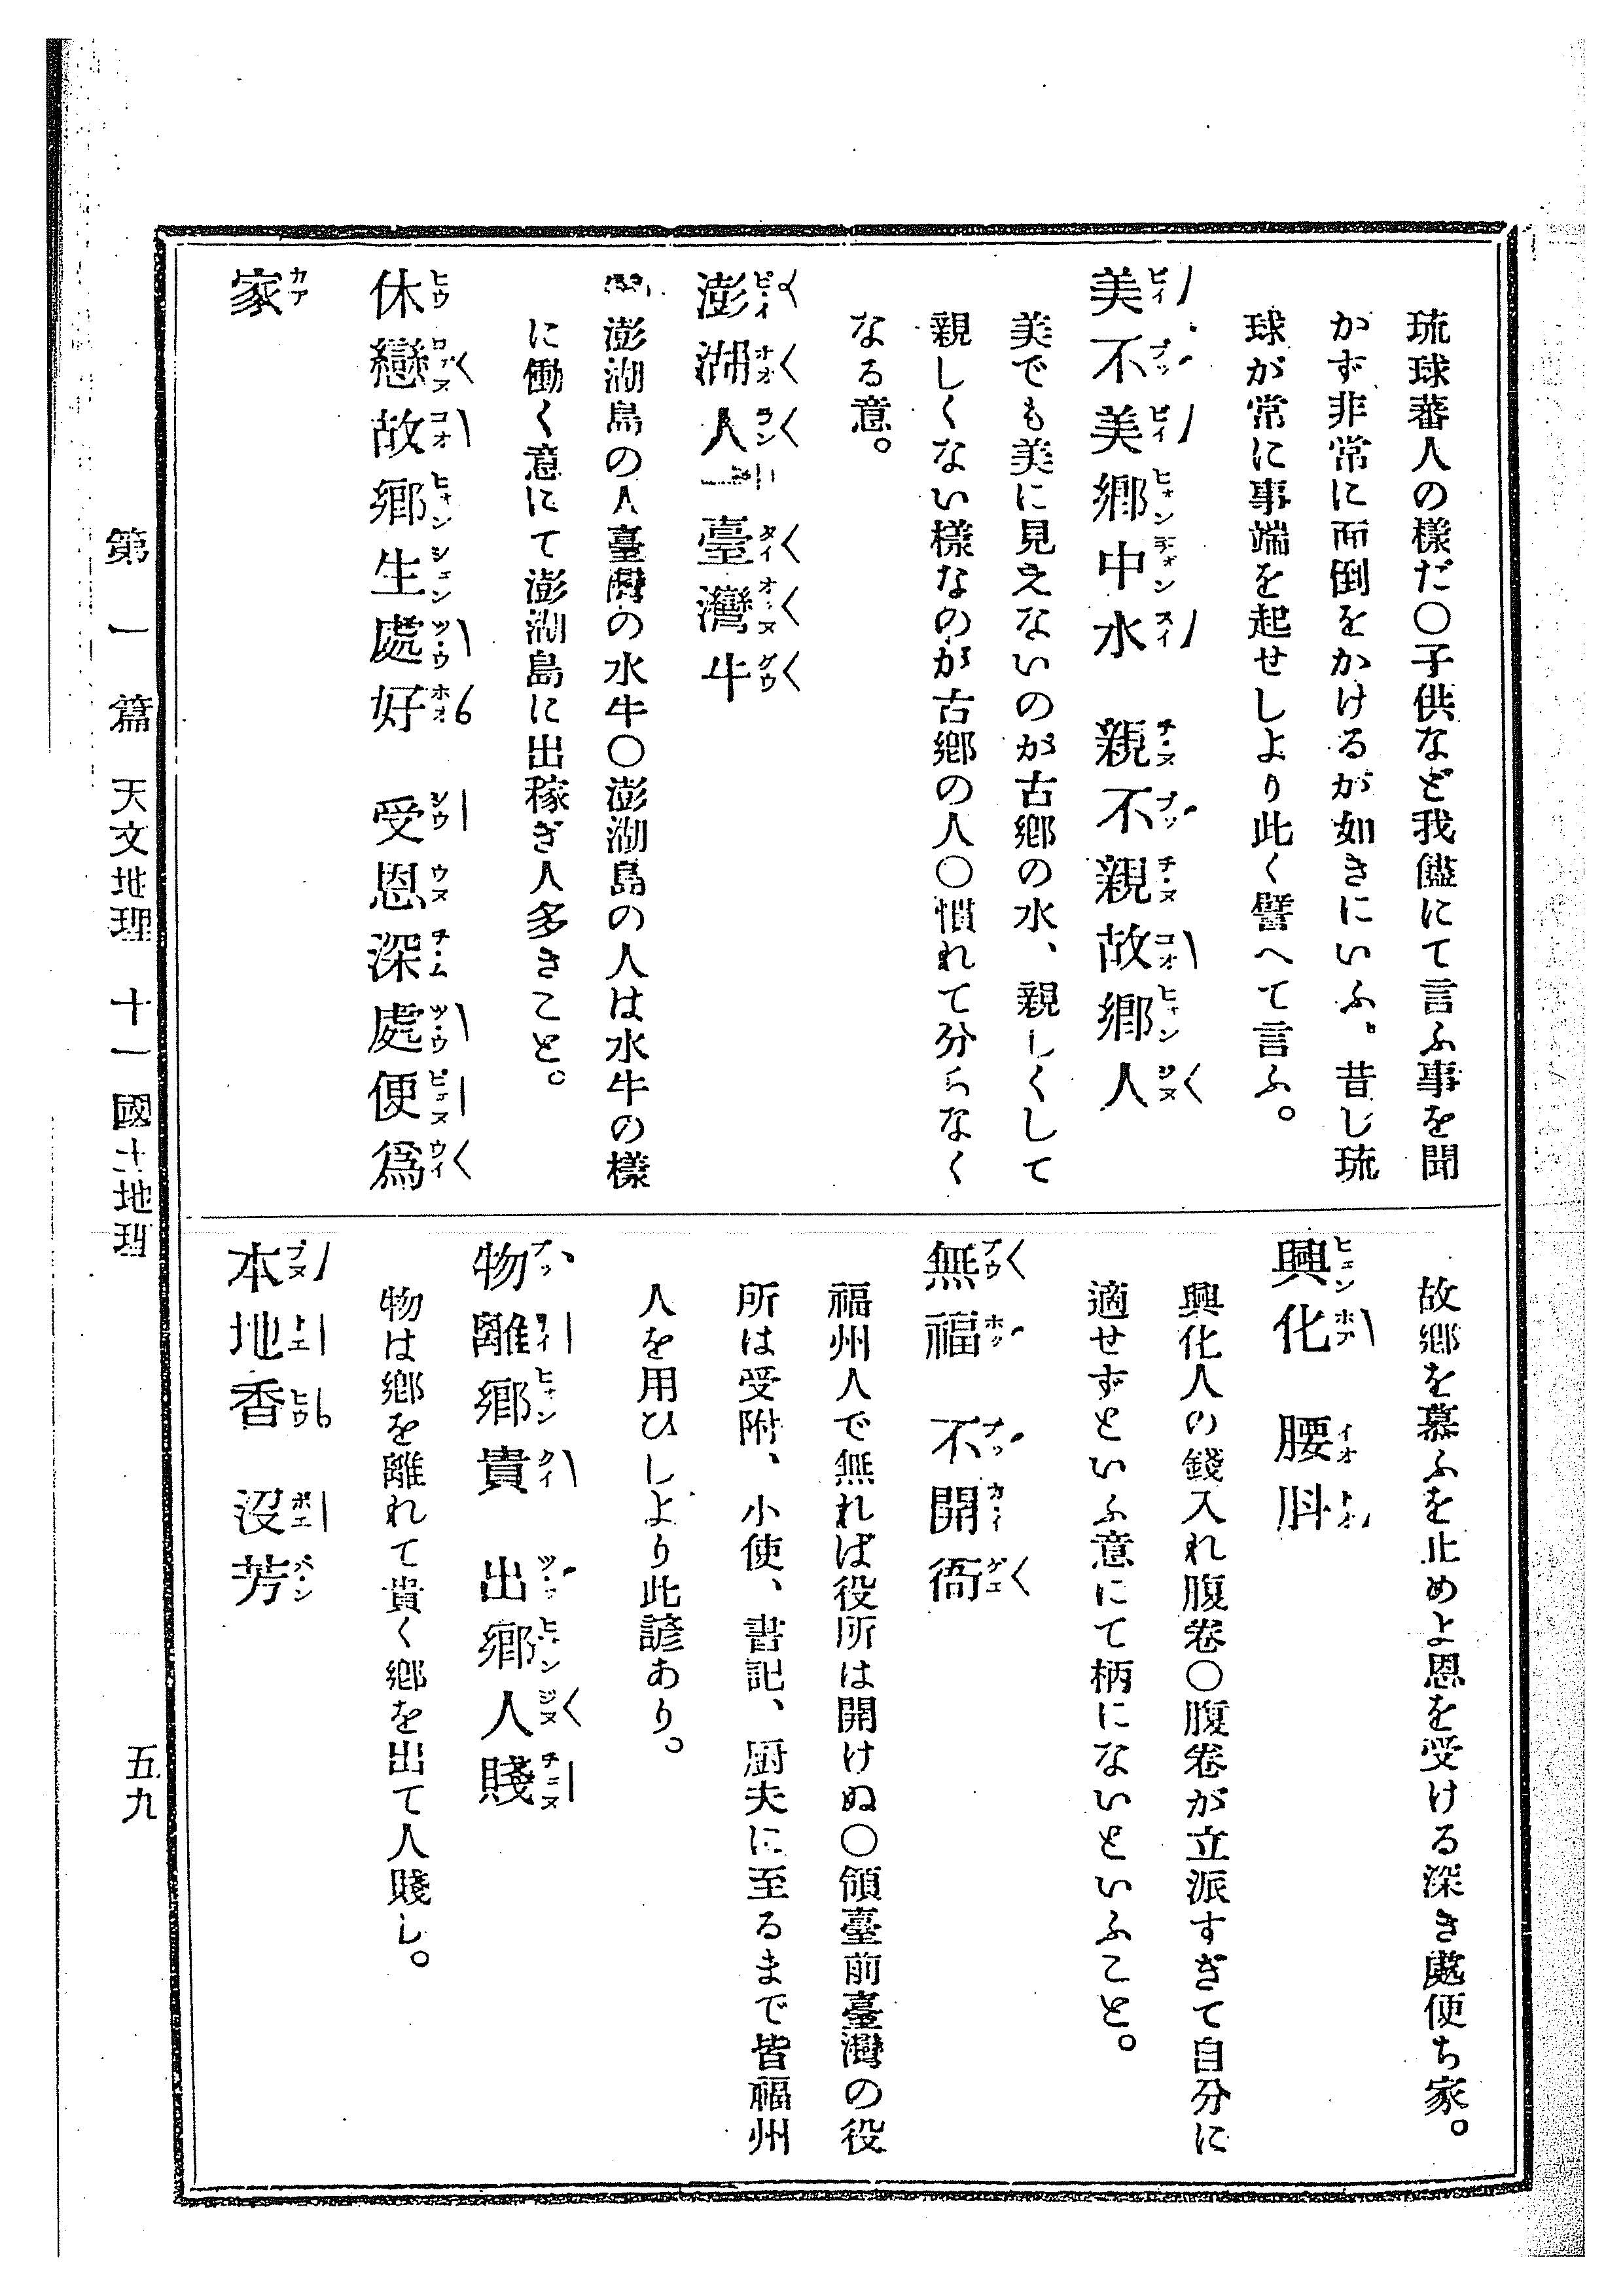 琉球蕃人の樣だ〇子供など我儘にて言ふ事を聞
かず非常に面倒をかけるが如きにいふ。昔し琉
球が常に事端を起せしより此く譬へて言ふ。
美不美郷中水　親不親故郷人
美でも美に見えないのが古郷の水、親しくして
親しくない樣なのが古郷の人〇慣れて分らなく
なる意。
澎湖人　臺灣牛
澎湖島の人臺灣の水牛〇澎湖島の人は水牛の樣
に働く意にて澎湖島に出稼ぎ人多きこと。
休戀故郷生處好　受恩深處便爲
家
故郷を慕ふを止めよ恩を受ける深き處便ち家。
興化　腰肚
興化人の錢入れ腹卷〇腹卷が立派すぎて自分に
適せずといふ意にて柄にないといふこと。
無福　不開衙
福州人で無れば役所は開けぬ〇領臺前臺灣の役
所は受附、小使、書記、厨夫に至るまで皆福州
人を用ひしより此諺あり。
物離郷貴　出郷人賤
物は郷を離れて貴く郷を出て人賤し。
本地香　沒芳
第一篇　天文地理　十一國土地理
五九